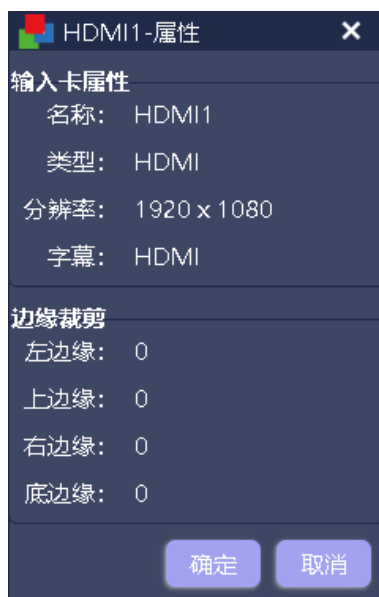 HDMI1-属性
输入卡属性
名称: HDMI1
类型: HDMI
分辨率: 1920 x 1080
字幕: HDMI
边缘裁剪
左边缘: 0
上边缘: 0
右边缘: 0
底边缘: 0
确定 取消